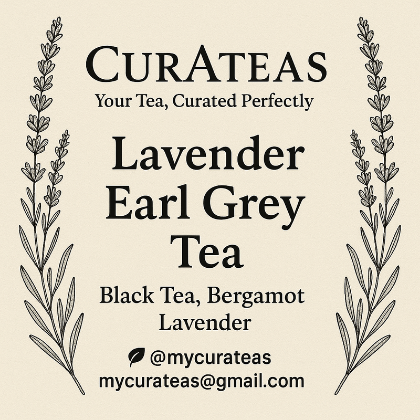 CURATEAS
Your Tea, Curated Perfectly
Lavender
Earl Grey
Tea
Black Tea, Bergamot
Lavender
@mycurateas
mycurateas@gmail.com